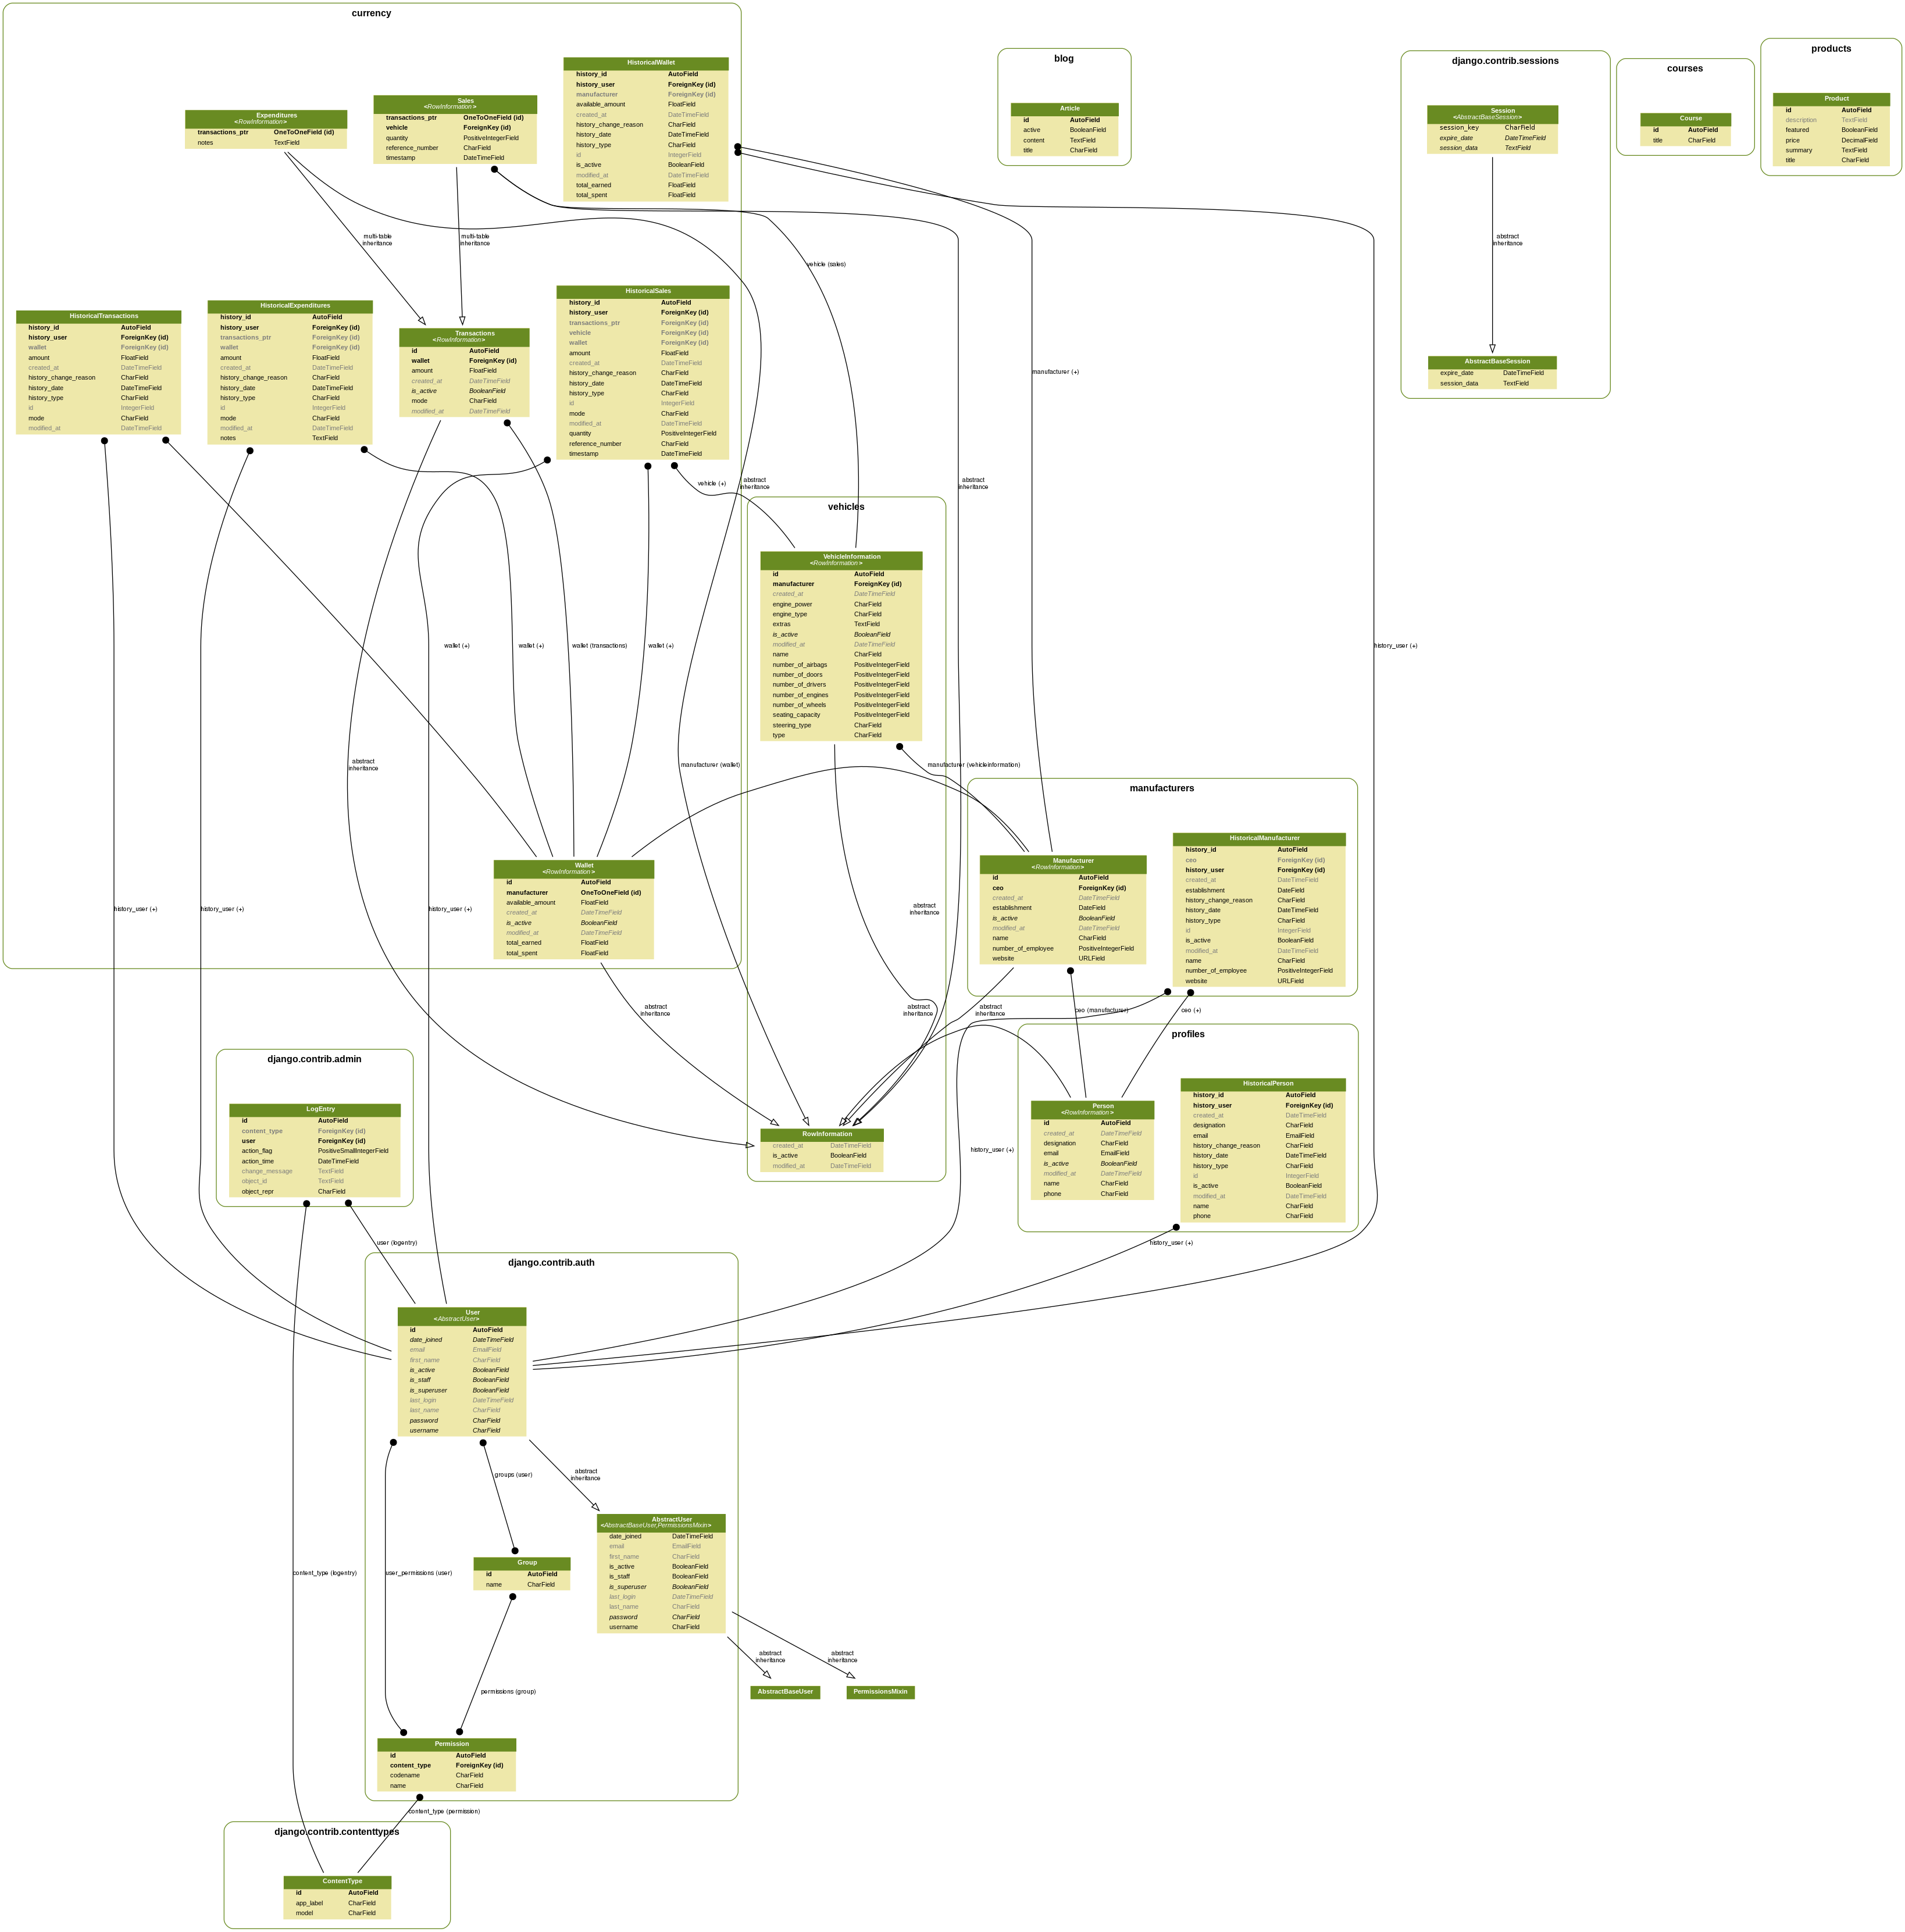 currency
HistoricalWallet
history_id AutoField
history_user ForeignKey (id)
manufacturer ForeignKey (id)
available_amount FloatField
created_at DateTimeField
history_change_reason CharField
history_date DateTimeField
history_type CharField
id IntegerField
is_active BooleanField
modified_at DateTimeField
total_earned FloatField
total_spent FloatField
Sales
<RowInformation>
transactions_ptr OneToOneField (id)
vehicle ForeignKey (id)
quantity PositiveIntegerField
reference_number CharField
timestamp DateTimeField
Expenditures
<RowInformation>
transactions_ptr OneToOneField (id)
notes TextField
multi-table
inheritance
multi-table
inheritance
HistoricalTransactions
history_id AutoField
history_user ForeignKey (id)
wallet ForeignKey (id)
amount FloatField
created_at DateTimeField
history_change_reason CharField
history_date DateTimeField
history_type CharField
id IntegerField
mode CharField
modified_at DateTimeField
HistoricalExpenditures
history_id AutoField
history_user ForeignKey (id)
transactions_ptr ForeignKey (id)
wallet ForeignKey (id)
amount FloatField
created_at DateTimeField
history_change_reason CharField
history_date DateTimeField
history_type CharField
id IntegerField
mode CharField
modified_at DateTimeField
notes TextField
Transactions
<RowInformation>
id AutoField
wallet ForeignKey (id)
amount FloatField
created_at DateTimeField
is_active BooleanField
mode CharField
modified_at DateTimeField
HistoricalSales
history_id AutoField
history_user ForeignKey (id)
transactions_ptr ForeignKey (id)
vehicle ForeignKey (id)
wallet ForeignKey (id)
amount FloatField
created_at DateTimeField
history_change_reason CharField
history_date DateTimeField
history_type CharField
id IntegerField
mode CharField
modified_at DateTimeField
quantity PositiveIntegerField
reference_number CharField
timestamp DateTimeField
blog
Article
id AutoField
active BooleanField
content TextField
title CharField
django.contrib.sessions
Session
<AbstractBaseSession>
session_key CharField
expire_date DateTimeField
session_data TextField
abstract
inheritance
AbstractBaseSession
expire_date DateTimeField
session_data TextField
courses
Course
id AutoField
title CharField
products
Product
id AutoField
description TextField
featured BooleanField
price DecimalField
summary TextField
title CharField
vehicle (sales)
manufacturer (+)
vehicle (+)
abstract
inheritance
abstract
inheritance
vehicles
VehicleInformation
<RowInformation>
id AutoField
manufacturer ForeignKey (id)
created_at DateTimeField
engine_power CharField
engine_type CharField
extras TextField
is_active BooleanField
modified_at DateTimeField
name CharField
number_of_airbags PositiveIntegerField
number_of_doors PositiveIntegerField
number_of_drivers PositiveIntegerField
number_of_engines PositiveIntegerField
number_of_wheels PositiveIntegerField
seating_capacity PositiveIntegerField
steering_type CharField
type CharField
wallet (+)
wallet (+)
wallet (transactions)
wallet (+)
history_user (+)
abstract
inheritance
manufacturer (wallet)
manufacturer (vehicleinformation)
Wallet
<RowInformation>
id AutoField
manufacturer OneToOneField (id)
available_amount FloatField
created_at DateTimeField
is_active BooleanField
modified_at DateTimeField
total_earned FloatField
total_spent FloatField
history_user (+)
history_user (+)
history_user (+)
abstract
inheritance
manufacturers
Manufacturer
<RowInformation>
id AutoField
ceo ForeignKey (id)
created_at DateTimeField
establishment DateField
is_active BooleanField
modified_at DateTimeField
name CharField
number_of_employee PositiveIntegerField
website URLField
HistoricalManufacturer
history_id AutoField
ceo ForeignKey (id)
history_user ForeignKey (id)
created_at DateTimeField
establishment DateField
history_change_reason CharField
history_date DateTimeField
history_type CharField
id IntegerField
is_active BooleanField
modified_at DateTimeField
name CharField
number_of_employee PositiveIntegerField
website URLField
abstract
inheritance
abstract
inheritance
abstract
inheritance
ceo (manufacturer)
ceo (+)
profiles
Person
<RowInformation>
id AutoField
created_at DateTimeField
designation CharField
email EmailField
is_active BooleanField
modified_at DateTimeField
name CharField
phone CharField
HistoricalPerson
history_id AutoField
history_user ForeignKey (id)
created_at DateTimeField
designation CharField
email EmailField
history_change_reason CharField
history_date DateTimeField
history_type CharField
id IntegerField
is_active BooleanField
modified_at DateTimeField
name CharField
phone CharField
RowInformation
created_at DateTimeField
is_active BooleanField
modified_at DateTimeField
history_user (+)
history_user (+)
django.contrib.admin
LogEntry
id AutoField
content_type ForeignKey (id)
user ForeignKey (id)
action_flag PositiveSmallIntegerField
action_time DateTimeField
change_message TextField
object_id TextField
object_repr CharField
user (logentry)
django.contrib.auth
User
<AbstractUser>
id AutoField
date_joined DateTimeField
email EmailField
first_name CharField
is_active BooleanField
is_staff BooleanField
is_superuser BooleanField
last_login DateTimeField
last_name CharField
password CharField
username CharField
groups (user)
abstract
inheritance
AbstractUser
<AbstractBaseUser,PermissionsMixin>
date_joined DateTimeField
email EmailField
first_name CharField
is_active BooleanField
is_staff BooleanField
is_superuser BooleanField
last_login DateTimeField
last_name CharField
password CharField
username CharField
Group
id AutoField
name CharField
content_type (logentry)
user_permissions (user)
abstract
inheritance
abstract
inheritance
permissions (group)
AbstractBaseUser
PermissionsMixin
Permission
id AutoField
content_type ForeignKey (id)
codename CharField
name CharField
content_type (permission)
django.contrib.contenttypes
ContentType
id AutoField
app_label CharField
model CharField